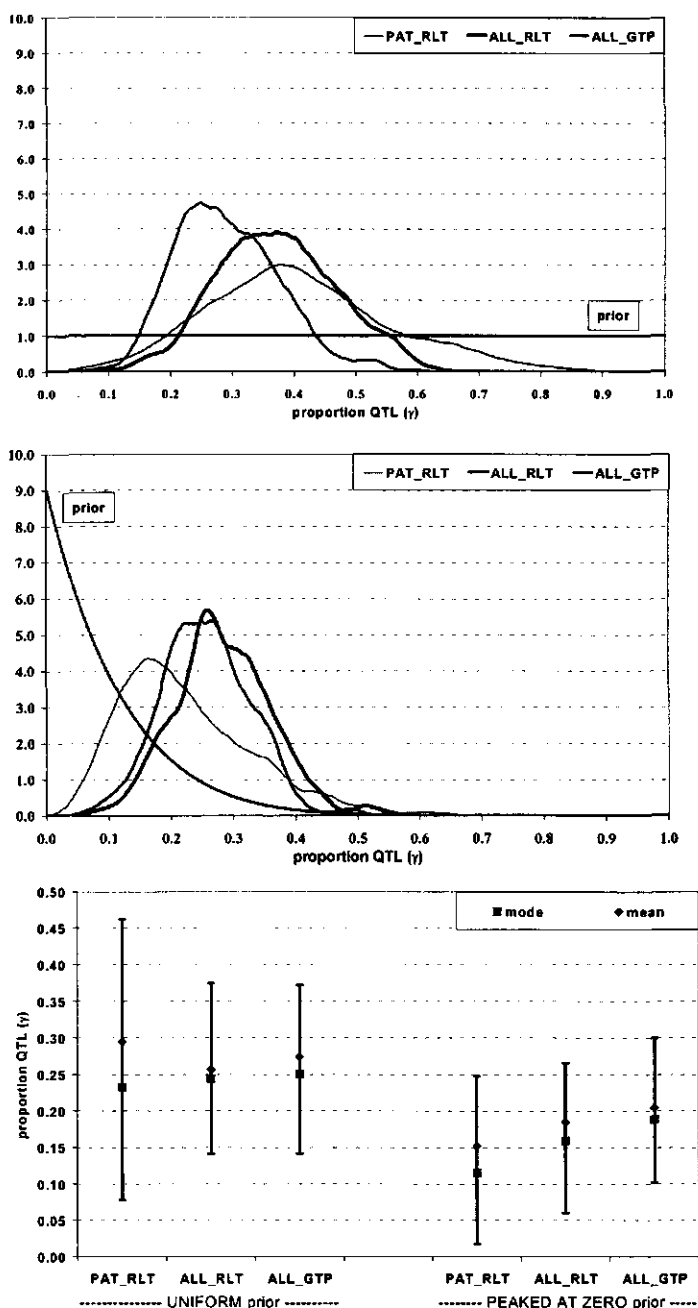 10.0
PAT_RLT ALL_RLT ALL_GTP
9.0
8.0
7.0
6.0
5.0
4.0
3.0
2.0
prior
1.0
0.0
0.0 0.1 0.2 0.3 0.4 0.5 0.6 0.7 0.8 0.9 1.0
proportion QTL (γ)
10.0
PAT_RLT ALL_RLT ALL_GTP
9.0
prior
8.0
7.0
6.0
5.0
4.0
3.0
2.0
1.0
0.0
0.0 0.1 0.2 0.3 0.4 0.5 0.6 0.7 0.8 0.9 1.0
proportion QTL (γ)
0.50
mode mean
0.45
0.40
0.35
0.30
0.25
0.20
0.15
0.10
0.05
0.00
proportion QTL (γ)
PAT_RLT ALL_RLT ALL_GTP PAT_RLT ALL_RLT ALL_GTP
UNIFORM prior PEAKED AT ZERO prior